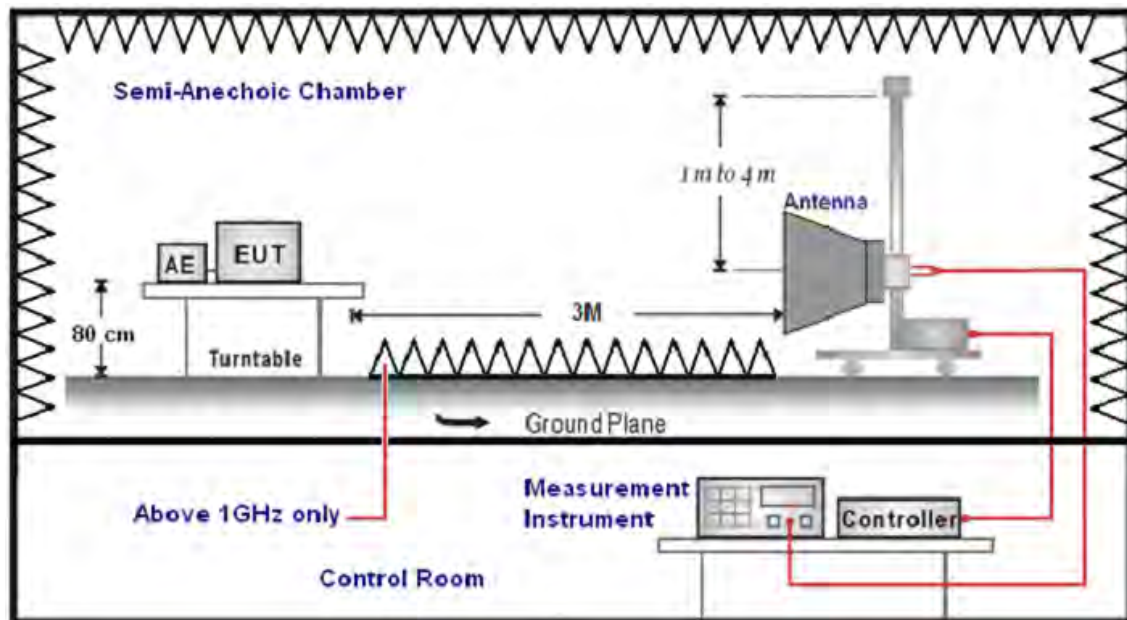 Semi-Anechoic Chamber
1 m to 4 m
Antenna
AE
EUT
3M
80 cm
Turntable
Ground Plane
Above 1GHz only
Measurement
Instrument
Controller
Control Room